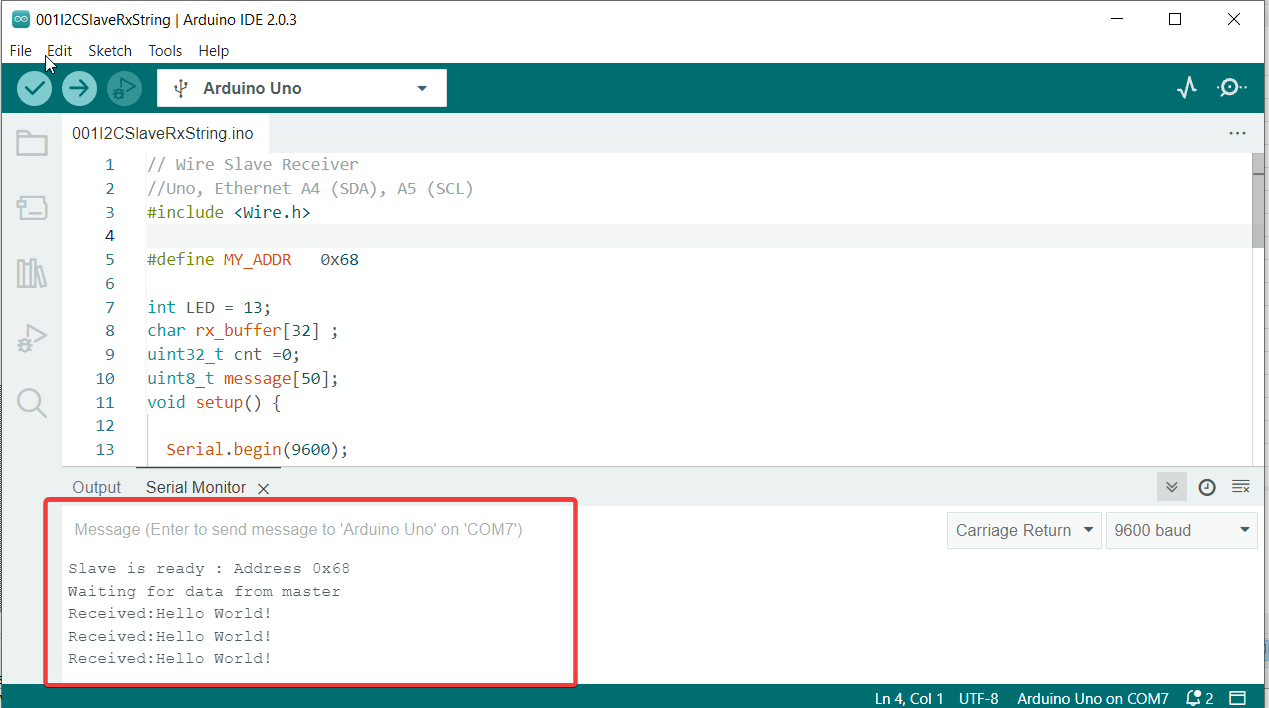 001I2CSlaveRxString | Arduino IDE 2.0.3
File Edit Sketch Tools Help
Arduino Uno
001I2CSlaveRxString.ino
1 // Wire Slave Receiver
2 //Uno, Ethernet A4 (SDA), A5 (SCL)
3 #include <Wire.h>
4
5 #define MY_ADDR   0x68
6
7 int LED = 13;
8 char rx_buffer[32] ;
9 uint32_t cnt =0;
10 uint8_t message[50];
11 void setup() {
12
13   Serial.begin(9600);
Output Serial Monitor
Message (Enter to send message to 'Arduino Uno' on 'COM7') Carriage Return 9600 baud
Slave is ready : Address 0x68
Waiting for data from master
Received:Hello World!
Received:Hello World!
Received:Hello World!
Ln 4, Col 1 UTF-8 Arduino Uno on COM7 2